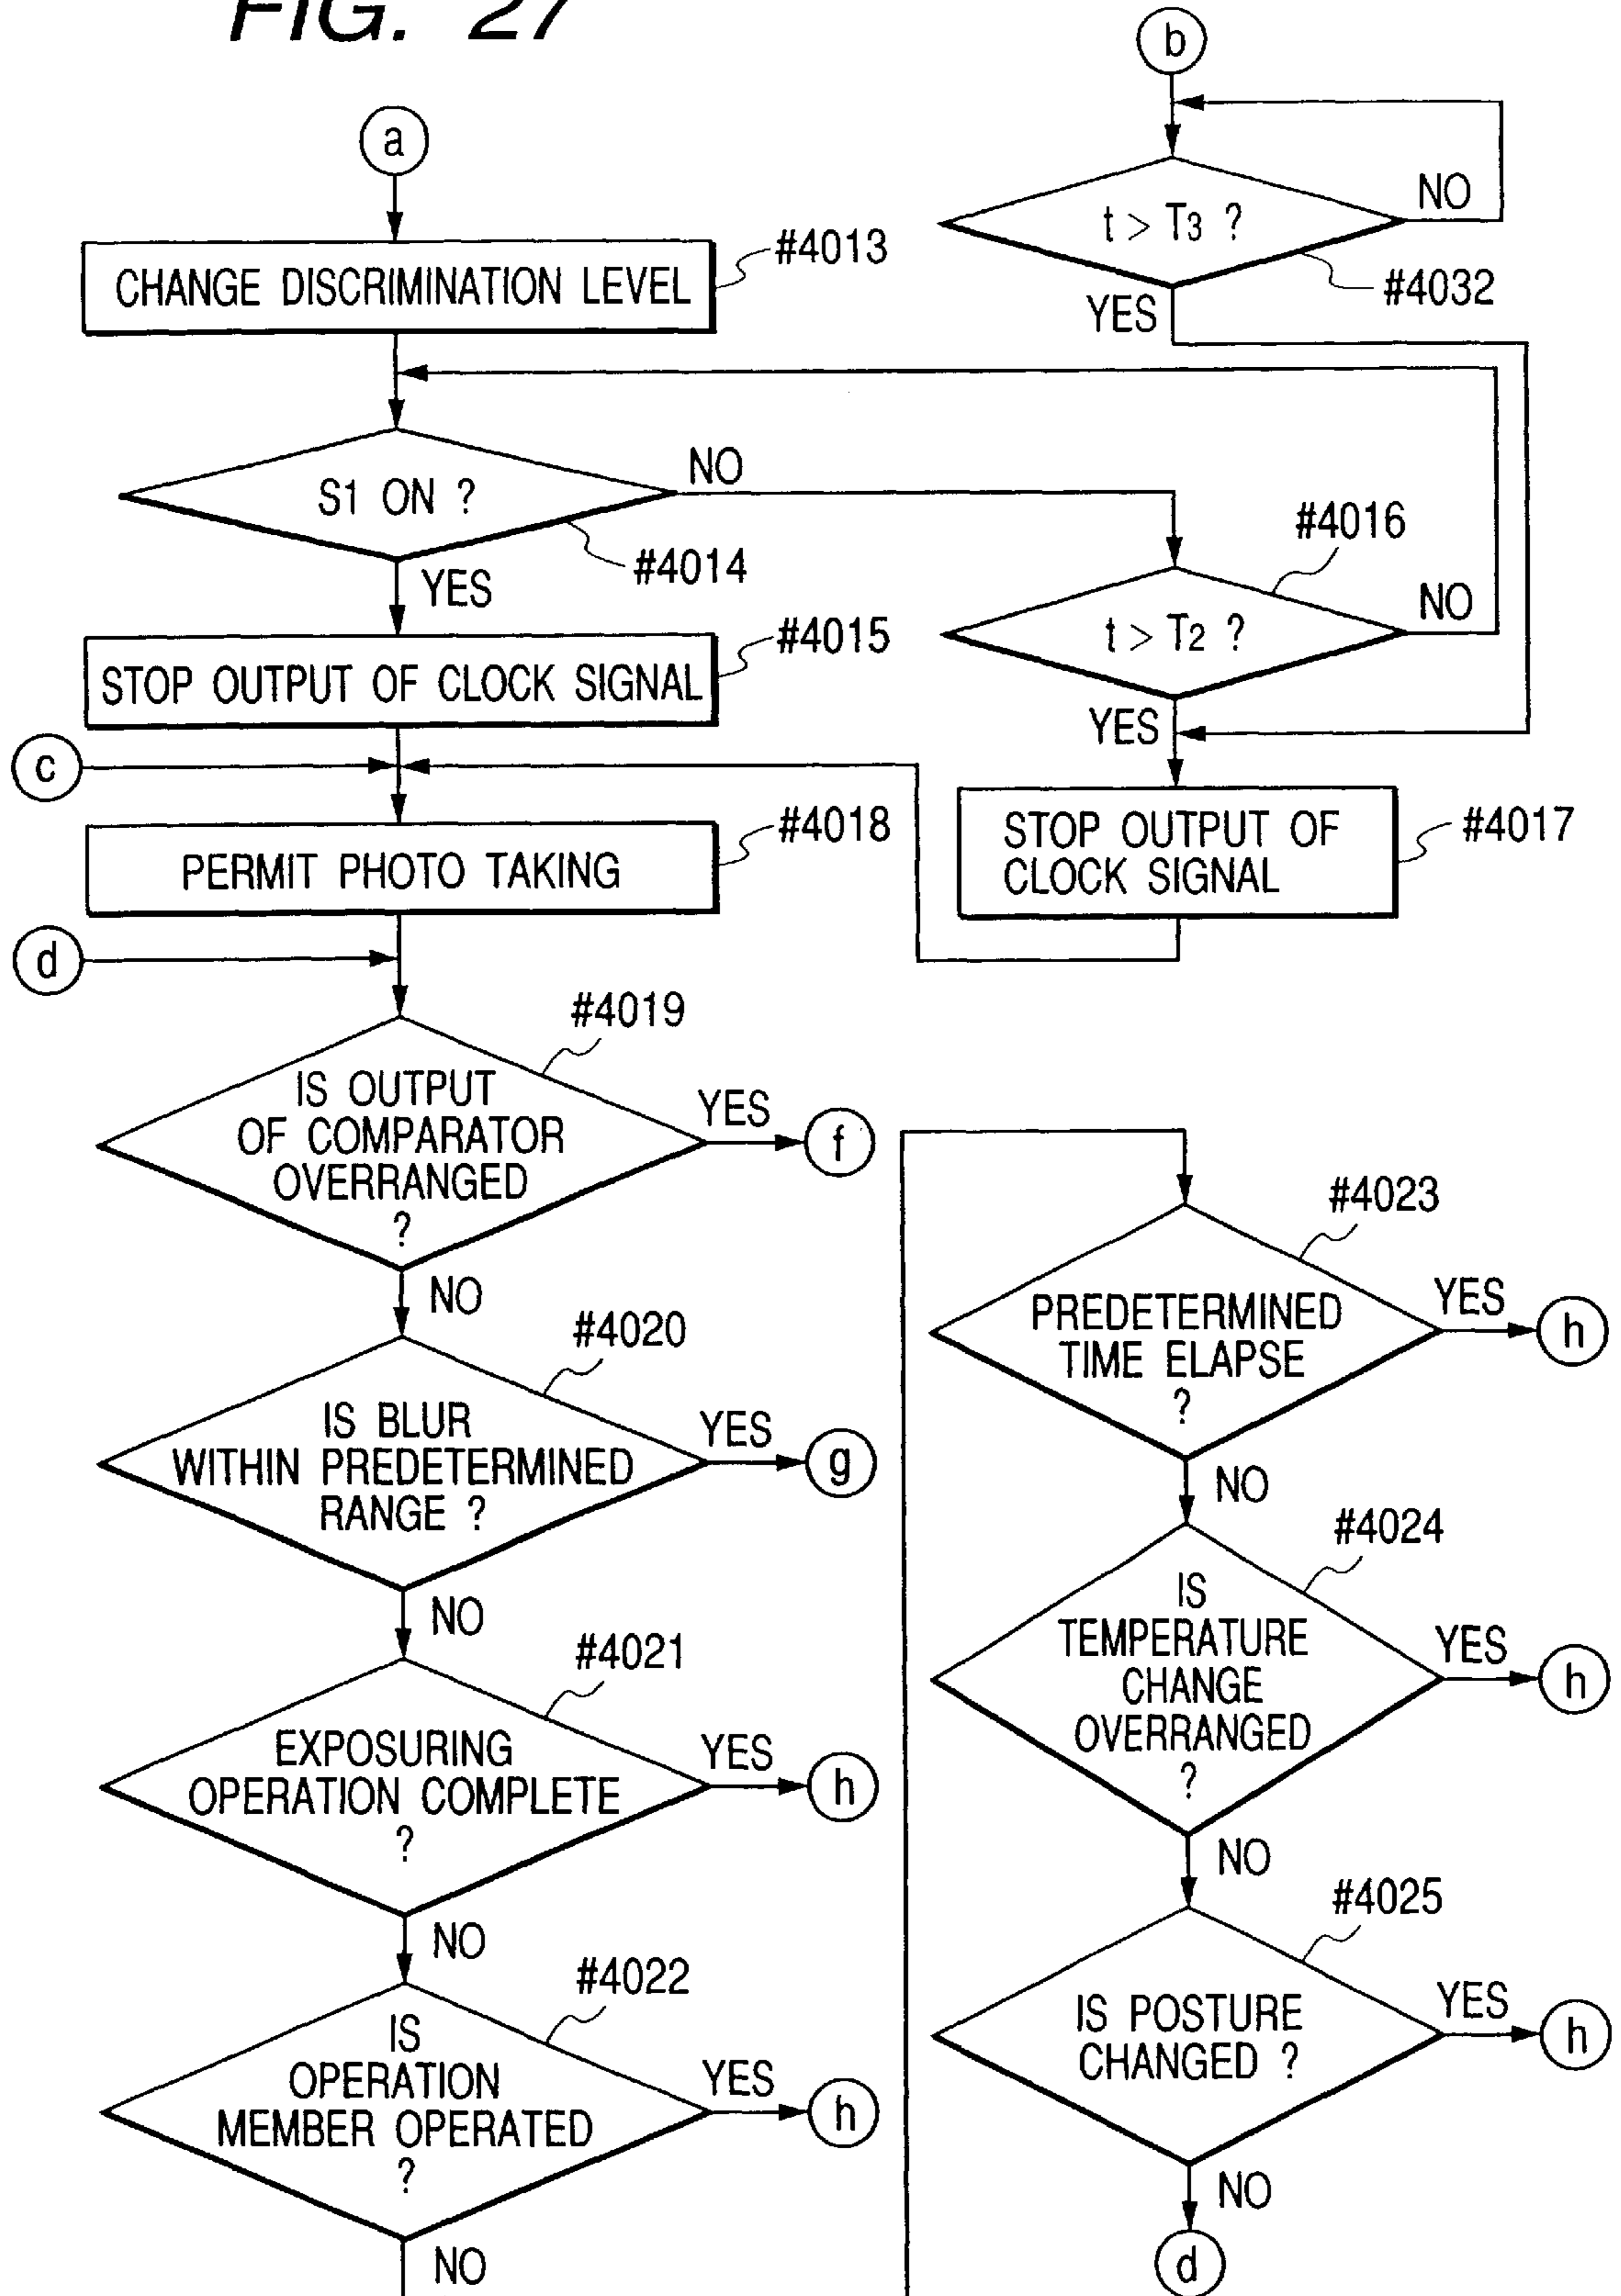 FIG. 27
a
CHANGE DISCRIMINATION LEVEL
#4013
S1 ON ?
NO
#4014
YES
STOP OUTPUT OF CLOCK SIGNAL
#4015
c
PERMIT PHOTO TAKING
#4018
d
#4019
IS OUTPUT
OF COMPARATOR
OVERRANGED
?
YES
f
NO
#4020
IS BLUR
WITHIN PREDETERMINED
RANGE ?
YES
g
NO
#4021
EXPOSURING
OPERATION COMPLETE
?
YES
h
NO
#4022
IS
OPERATION
MEMBER OPERATED
?
YES
h
NO
b
t > T3 ?
NO
#4032
YES
#4016
t > T2 ?
NO
YES
STOP OUTPUT OF
CLOCK SIGNAL
#4017
#4023
PREDETERMINED
TIME ELAPSE
?
YES
h
NO
#4024
IS
TEMPERATURE
CHANGE
OVERRANGED
?
YES
h
NO
#4025
IS POSTURE
CHANGED ?
YES
h
NO
d